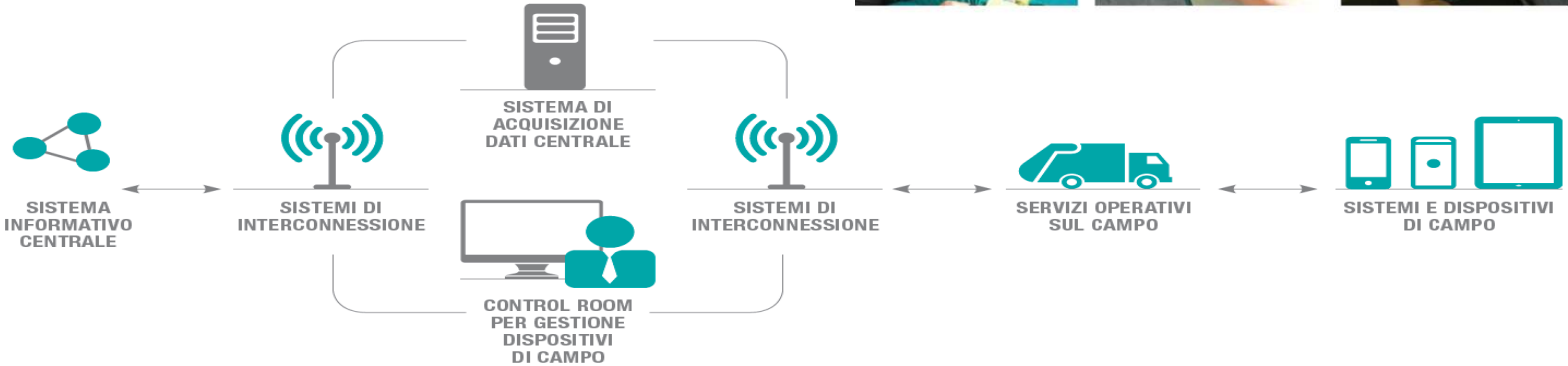 SISTEMA
INFORMATIVO
CENTRALE
SISTEMI DI
INTERCONNESSIONE
SISTEMA DI
ACQUISIZIONE
DATI CENTRALE
CONTROL ROOM
PER GESTIONE
DISPOSITIVI
DI CAMPO
SISTEMI DI
INTERCONNESSIONE
SERVIZI OPERATIVI
SUL CAMPO
SISTEMI E DISPOSITIVI
DI CAMPO